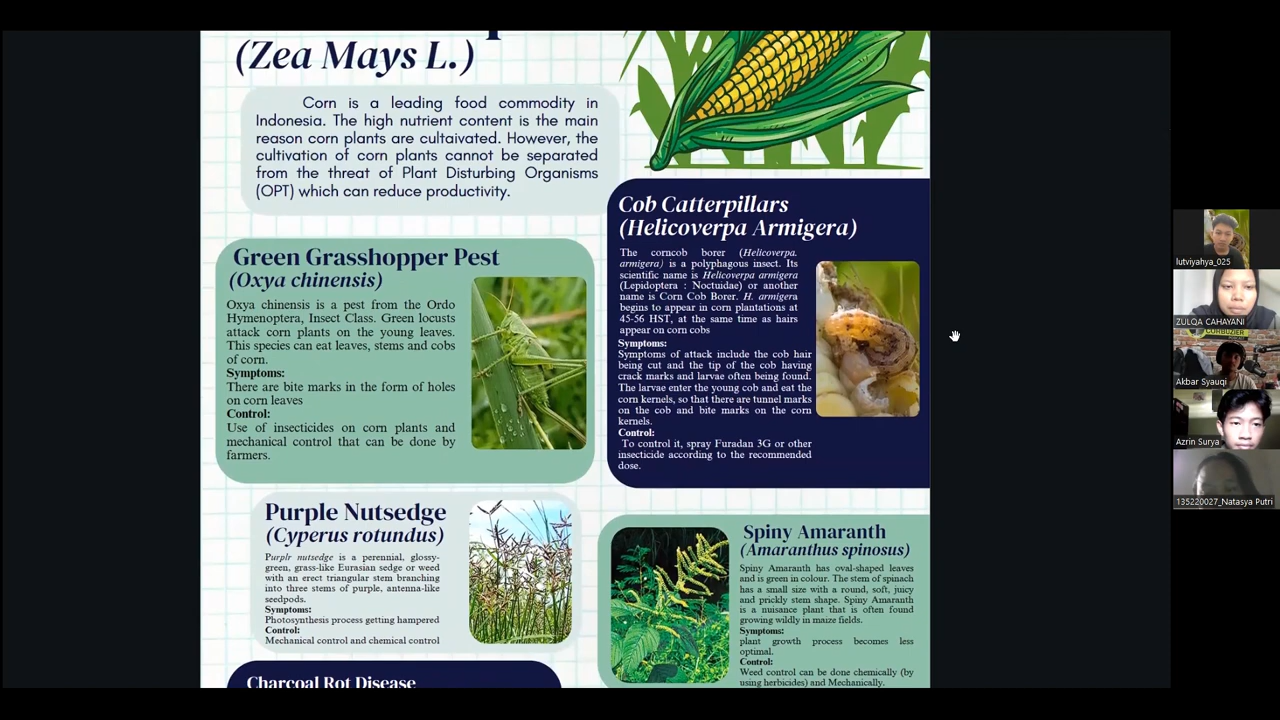 (Zea Mays L.)
Corn is a leading food commodity in
Indonesia. The high nutrient content is the main
reason corn plants are cultaivated. However, the
cultivation of corn plants cannot be separated
from the threat of Plant Disturbing Organisms
(OPT) which can reduce productivity.
Cob Catterpillars
(Helicoverpa Armigera)
The corncob borer (Helicoverpa.
armigera) is a polyphagous insect. Its
scientific name is Helicoverpa armigera
(Lepidoptera : Noctuidae) or another
name is Corn Cob Borer. H. armigera
begins to appear in corn plantations at
45-56 HST, at the same time as hairs
appear on corn cobs
Symptoms:
Symptoms of attack include the cob hair
being cut and the tip of the cob having
crack marks and larvae often being found.
The larvae enter the young cob and eat the
corn kernels, so that there are tunnel marks
on the cob and bite marks on the corn
kernels.
Control:
To control it, spray Furadan 3G or other
insecticide according to the recommended
dose.
Green Grasshopper Pest
(Oxya chinensis)
Oxya chinensis is a pest from the Ordo
Hymenoptera, Insect Class. Green locusts
attack corn plants on the young leaves.
This species can eat leaves, stems and cobs
of corn.
Symptoms:
There are bite marks in the form of holes
on corn leaves
Control:
Use of insecticides on corn plants and
mechanical control that can be done by
farmers.
Purple Nutsedge
(Cyperus rotundus)
Purplr nutsedge is a perennial, glossy-
green, grass-like Eurasian sedge or weed
with an erect triangular stem branching
into three stems of purple, antenna-like
seedpods.
Symptoms:
Photosynthesis process getting hampered
Control:
Mechanical control and chemical control
Spiny Amaranth
(Amaranthus spinosus)
Spiny Amaranth has oval-shaped leaves
and is green in colour. The stem of spinach
has a small size with a round, soft, juicy
and prickly stem shape. Spiny Amaranth
is a nuisance plant that is often found
growing wildly in maize fields.
Symptoms:
plant growth process becomes less
optimal.
Control:
Weed control can be done chemically (by
using herbicides) and Mechanically.
Charcoal Rot Disease
lutviyahya_025
ZULQA CAHAYANI
CORBUZIER
Akbar Syauqi
Azrin Surya
135220027_Natasya Putri